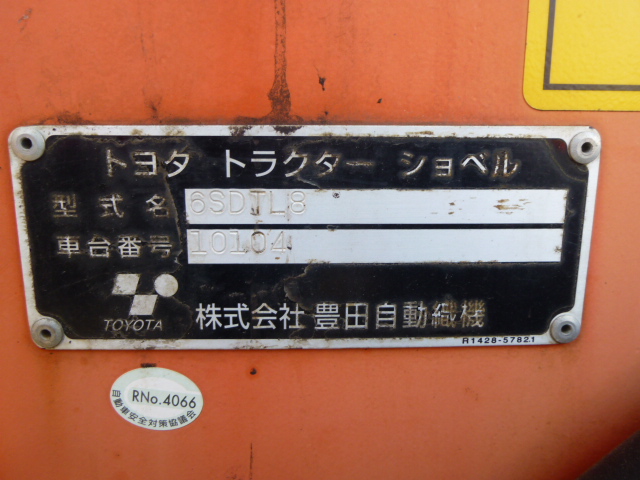 トヨタ トラクター ショベル
型式名 6SDTL8
車台番号 10104
TOYOTA 株式会社 豊田自動織機
A1428-57821
RNo.4066
自動車安全対策協議会